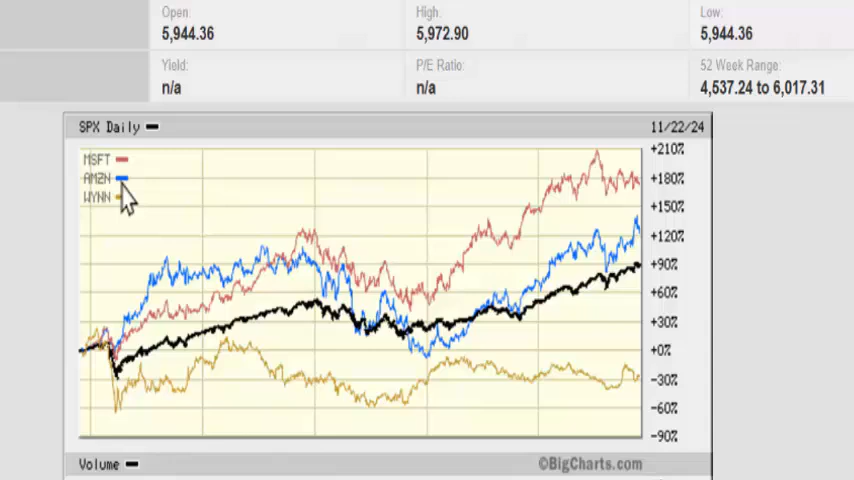 Open: High: Low:
5,944.36 5,972.90 5,944.36
Yield: P/E Ratio: 52 Week Range:
n/a n/a 4,537.24 to 6,017.31
SPX Daily 11/22/24
MSFT
AMZN
WYNN
+210%
+180%
+150%
+120%
+90%
+60%
+30%
+0%
-30%
-60%
-90%
Volume ©BigCharts.com